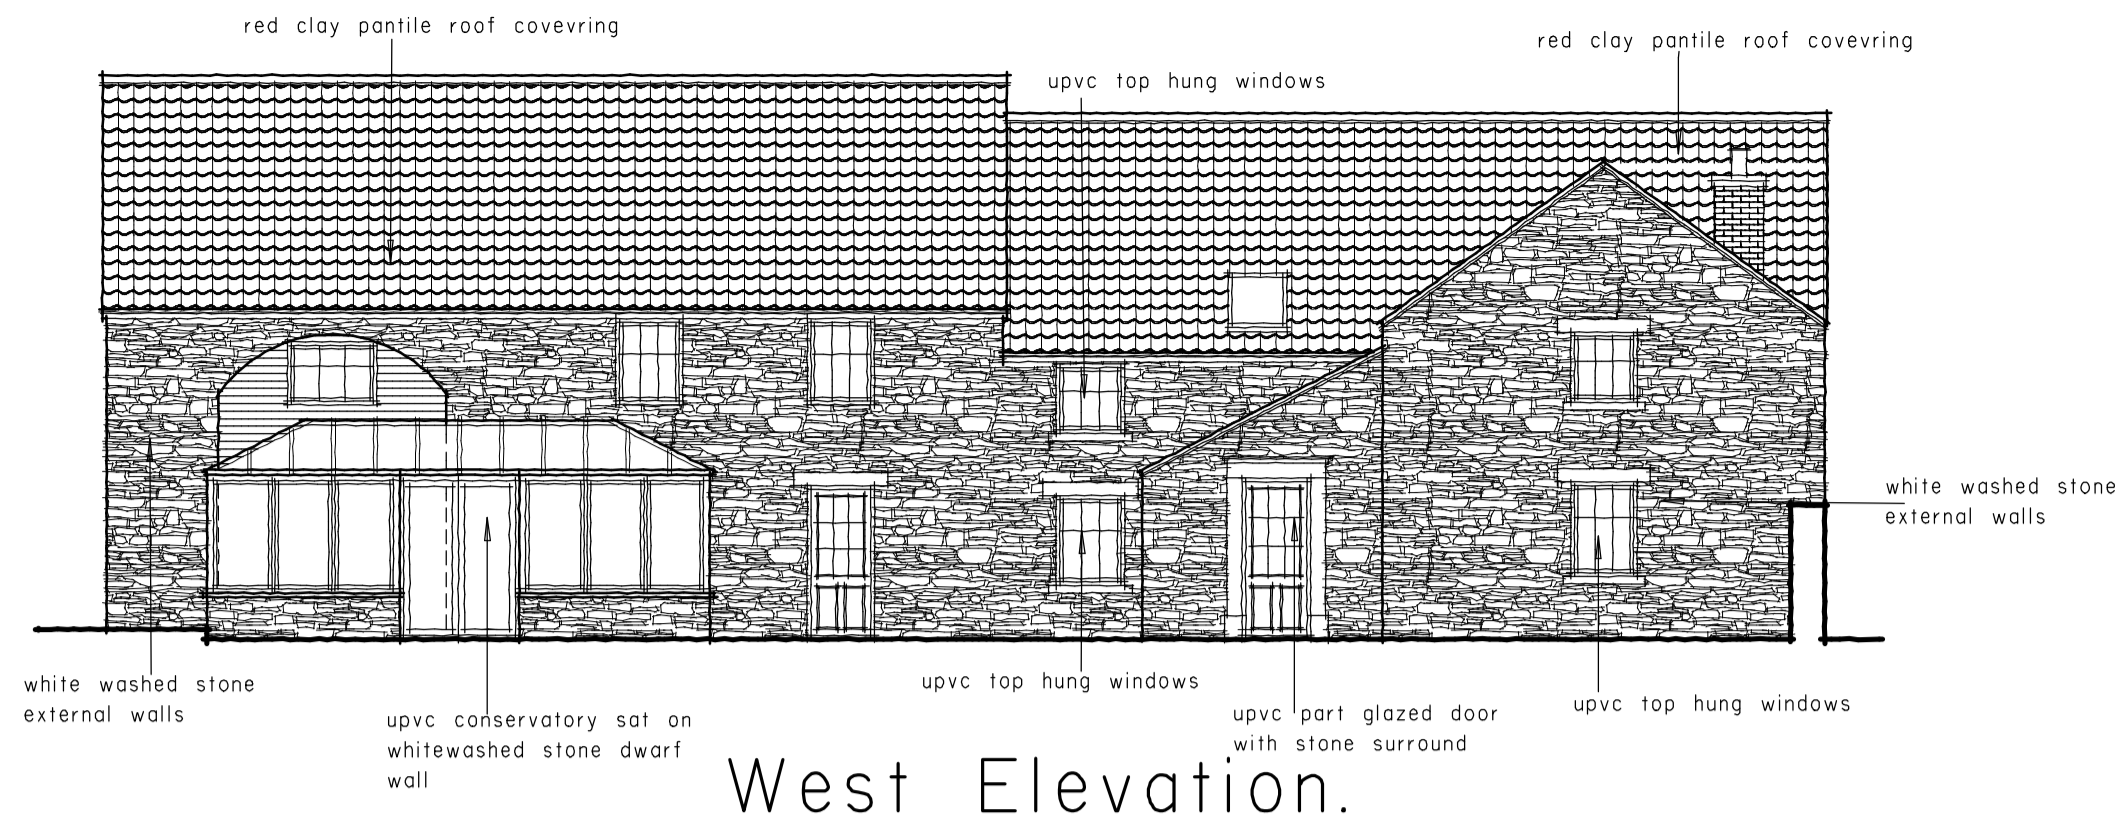 red clay pantile roof covevring
red clay pantile roof covevring
upvc top hung windows
white washed stone
external walls
white washed stone
external walls
upvc conservatory sat on
whitewashed stone dwarf
wall
upvc top hung windows
upvc part glazed door
with stone surround
upvc top hung windows
West Elevation.